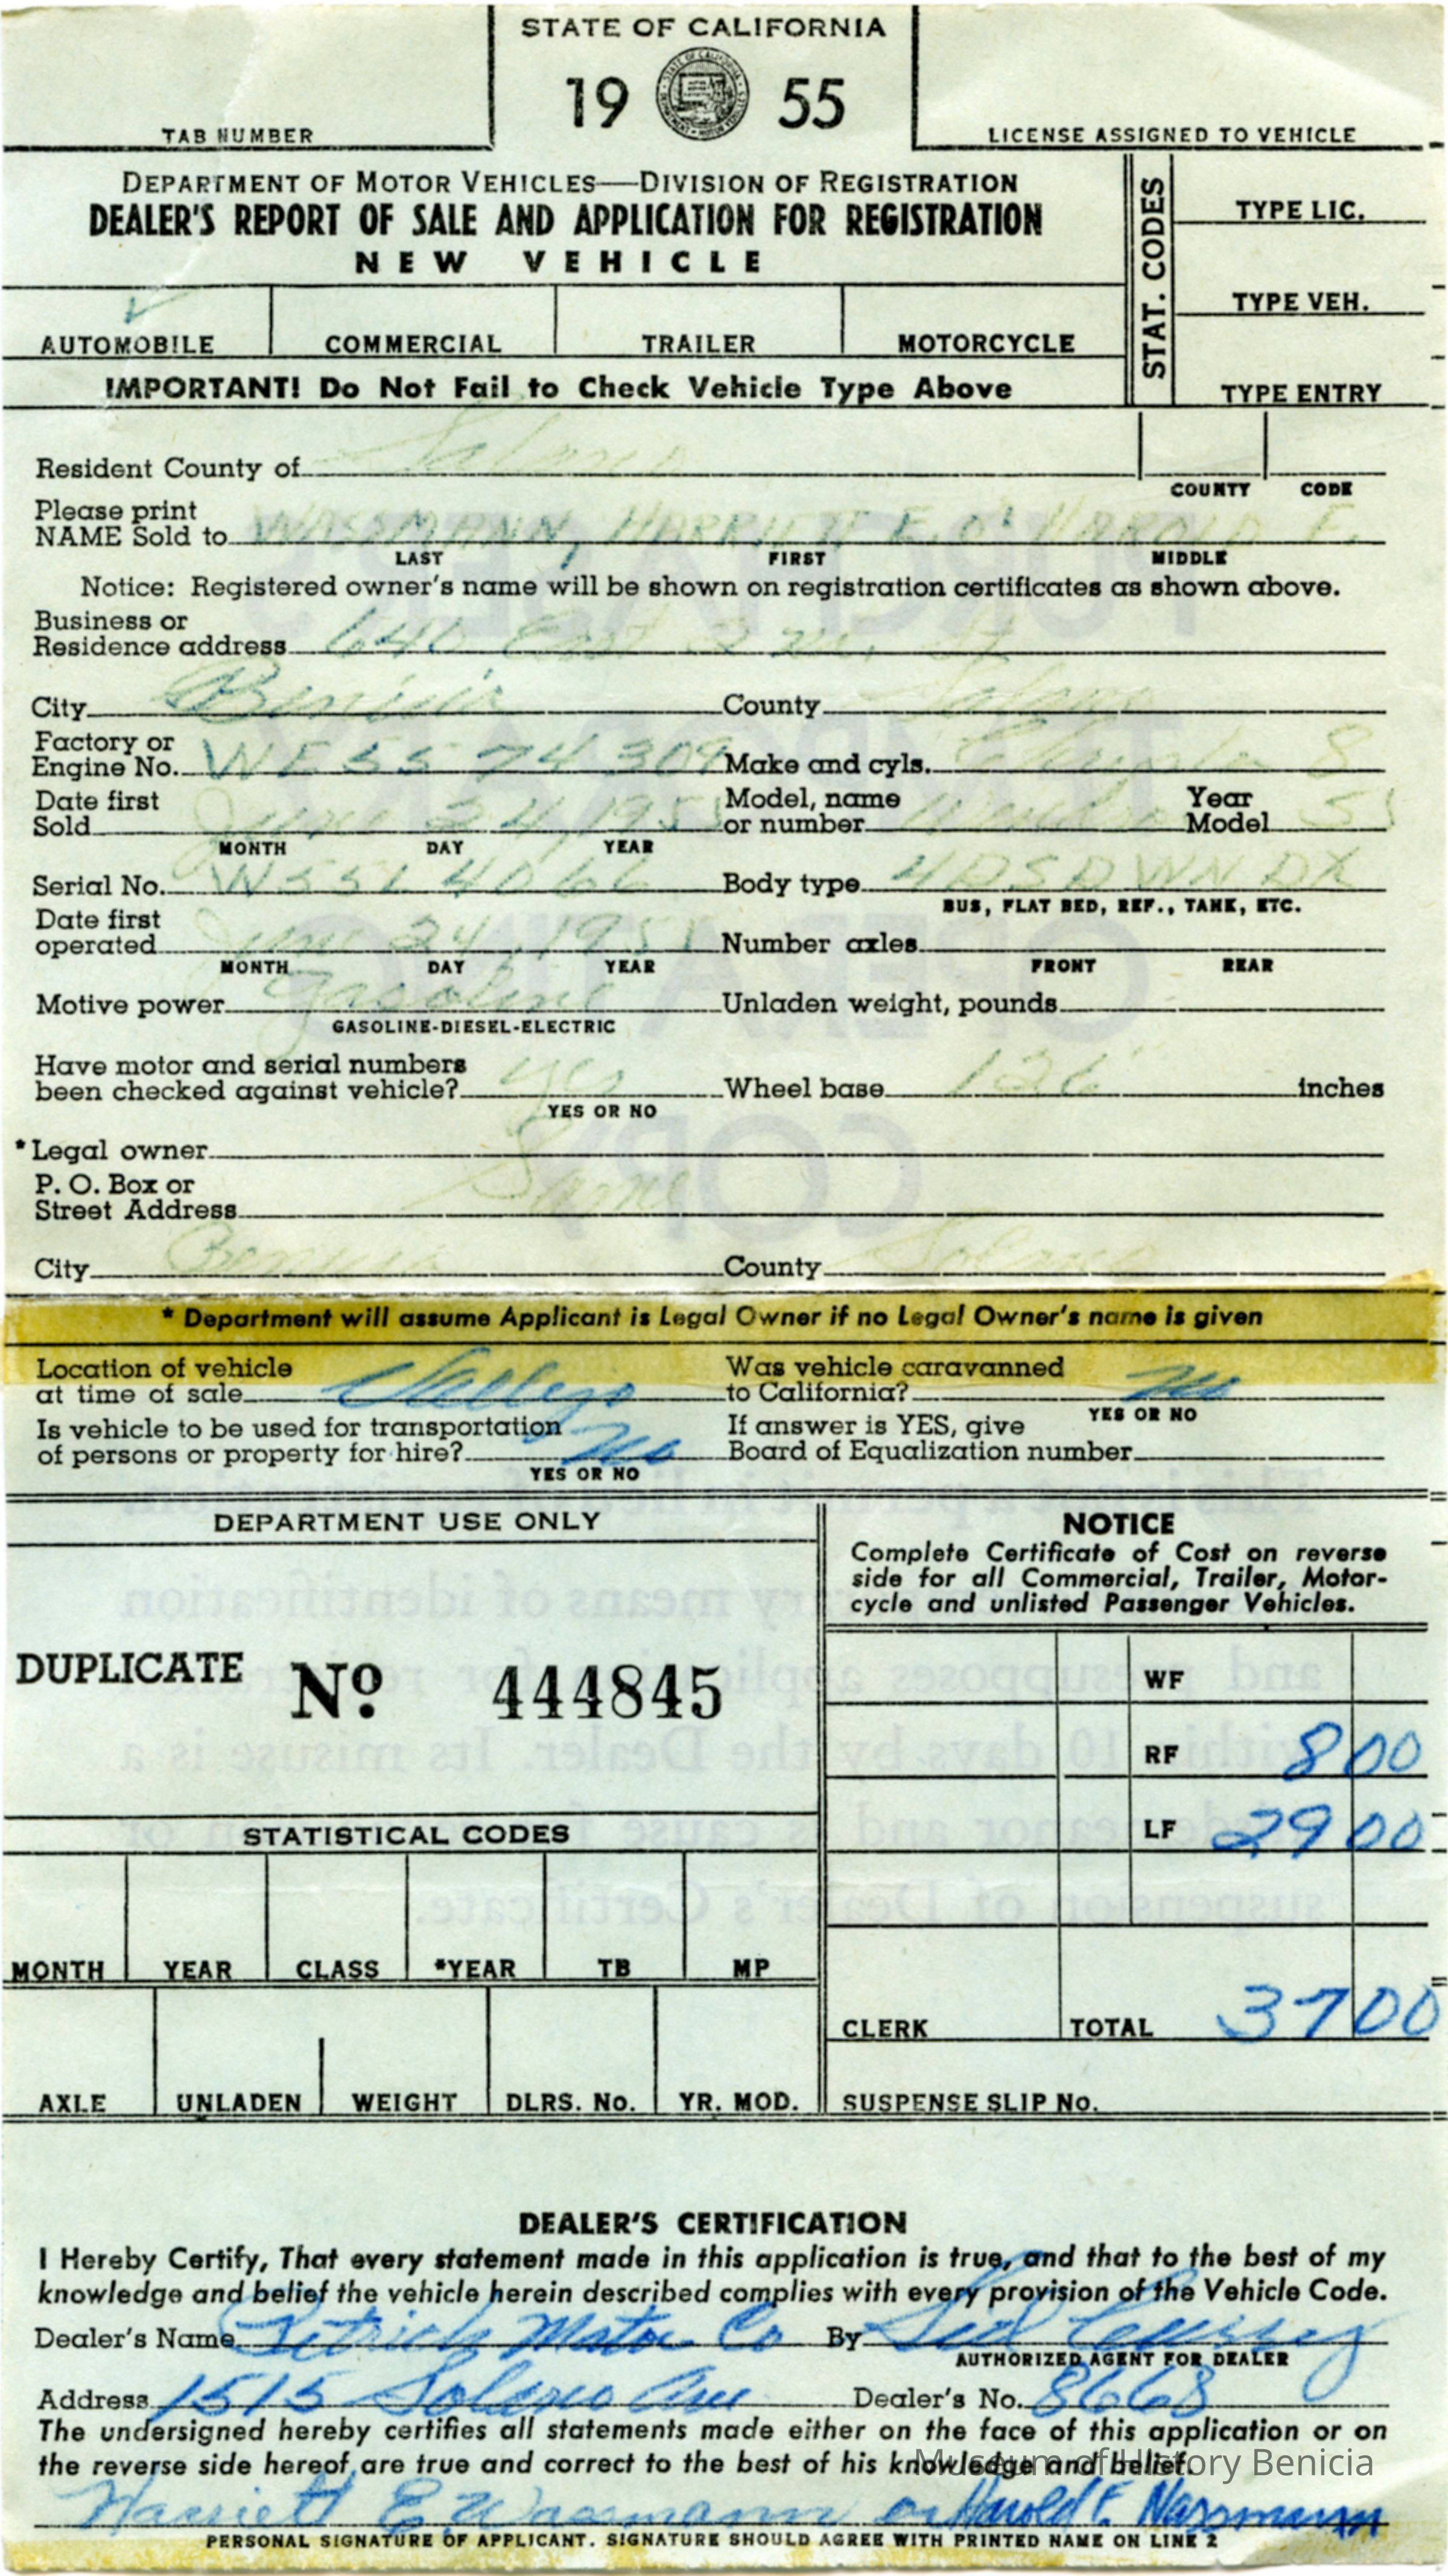 STATE OF CALIFORNIA
19 55
TAB NUMBER
LICENSE ASSIGNED TO VEHICLE
DEPARTMENT OF MOTOR VEHICLES—DIVISION OF REGISTRATION
DEALER'S REPORT OF SALE AND APPLICATION FOR REGISTRATION
NEW VEHICLE
STAT. CODES
TYPE LIC.
TYPE VEH.
TYPE ENTRY
AUTOMOBILE COMMERCIAL TRAILER MOTORCYCLE
IMPORTANT! Do Not Fail to Check Vehicle Type Above
Resident County of Solano
COUNTY CODE
Please print
NAME Sold to WASSMANN, HARRIETT E. or HAROLD F.
LAST FIRST MIDDLE
Notice: Registered owner's name will be shown on registration certificates as shown above.
Business or
Residence address 640 East 2nd St
City Benicia County Solano
Factory or
Engine No. WE55 74309 Make and cyls. 8
Date first
Sold June 24, 1955 Model, name
or number Windsor Year
Model 55
MONTH DAY YEAR
Serial No. W55L 4066 Body type 4DSDWNDX
BUS, FLAT BED, REF., TANK, ETC.
Date first
operated June 24, 1955 Number axles
MONTH DAY YEAR FRONT REAR
Motive power Gasoline Unladen weight, pounds
GASOLINE-DIESEL-ELECTRIC
Have motor and serial numbers
been checked against vehicle? yes Wheel base 126 inches
YES OR NO
*Legal owner
P. O. Box or
Street Address Same
City Benicia County Solano
* Department will assume Applicant is Legal Owner if no Legal Owner's name is given
Location of vehicle
at time of sale Vallejo Was vehicle caravanned
to California? No
YES OR NO
Is vehicle to be used for transportation
of persons or property for hire? No If answer is YES, give
Board of Equalization number
YES OR NO
DEPARTMENT USE ONLY
DUPLICATE No 444845
NOTICE
Complete Certificate of Cost on reverse
side for all Commercial, Trailer, Motor-
cycle and unlisted Passenger Vehicles.
WF
RF 8 00
LF 29 00
CLERK TOTAL 37 00
SUSPENSE SLIP NO.
STATISTICAL CODES
MONTH YEAR CLASS *YEAR TB MP
AXLE UNLADEN WEIGHT DLRS. NO. YR. MOD.
DEALER'S CERTIFICATION
I Hereby Certify, That every statement made in this application is true, and that to the best of my
knowledge and belief the vehicle herein described complies with every provision of the Vehicle Code.
Dealer's Name Motor Co By
AUTHORIZED AGENT FOR DEALER
Address 1515 Solano Ave Dealer's No. 8668
The undersigned hereby certifies all statements made either on the face of this application or on
the reverse side hereof are true and correct to the best of his knowledge and belief.
Museum of History Benicia
Harriett E. Wassmann or Harold F. Wassmann
PERSONAL SIGNATURE OF APPLICANT. SIGNATURE SHOULD AGREE WITH PRINTED NAME ON LINE 2